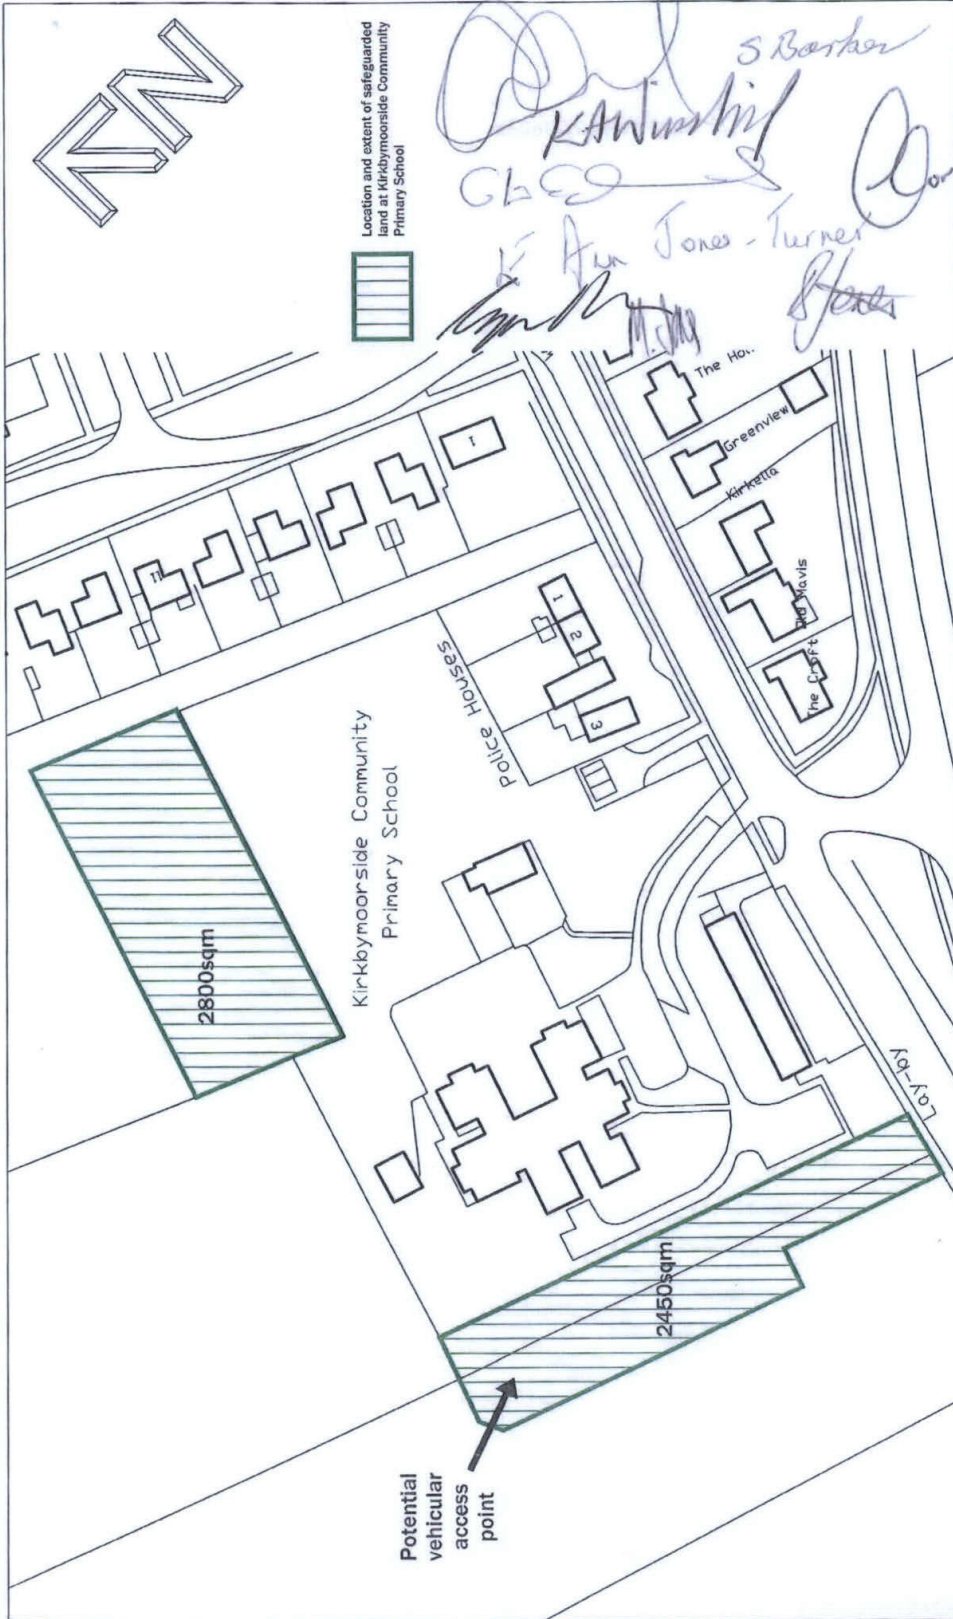 Location and extent of safeguarded
land at Kirkbymoorside Community
Primary School
S Barker
Ann Jones-Turner
The
Greenview
Kirkella
Mavis
The Croft
1
11
1
2
3
Police Houses
Kirkbymoorside Community
Primary School
2800sqm
2450sqm
Lay-by
Potential
vehicular
access
point
N